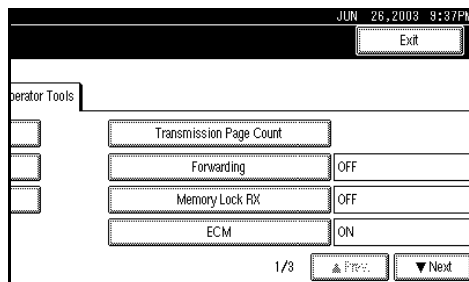 JUN 26,2003 9:37PM
Exit
perator Tools
Transmission Page Count
Forwarding OFF
Memory Lock RX OFF
ECM ON
1/3 ▲Prev. ▼Next